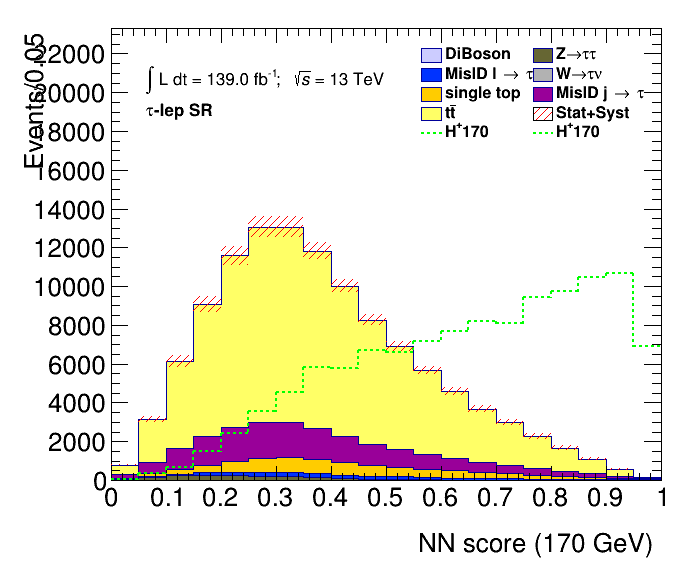 Events/0.05
22000
20000
18000
16000
14000
12000
10000
8000
6000
4000
2000
0
∫ L dt = 139.0 fb⁻¹; √s = 13 TeV
τ-lep SR
DiBoson Z→ττ
MisID l → τ W→τν
single top MisID j → τ
tt̄ Stat+Syst
H⁺170 H⁺170
0 0.1 0.2 0.3 0.4 0.5 0.6 0.7 0.8 0.9 1
NN score (170 GeV)